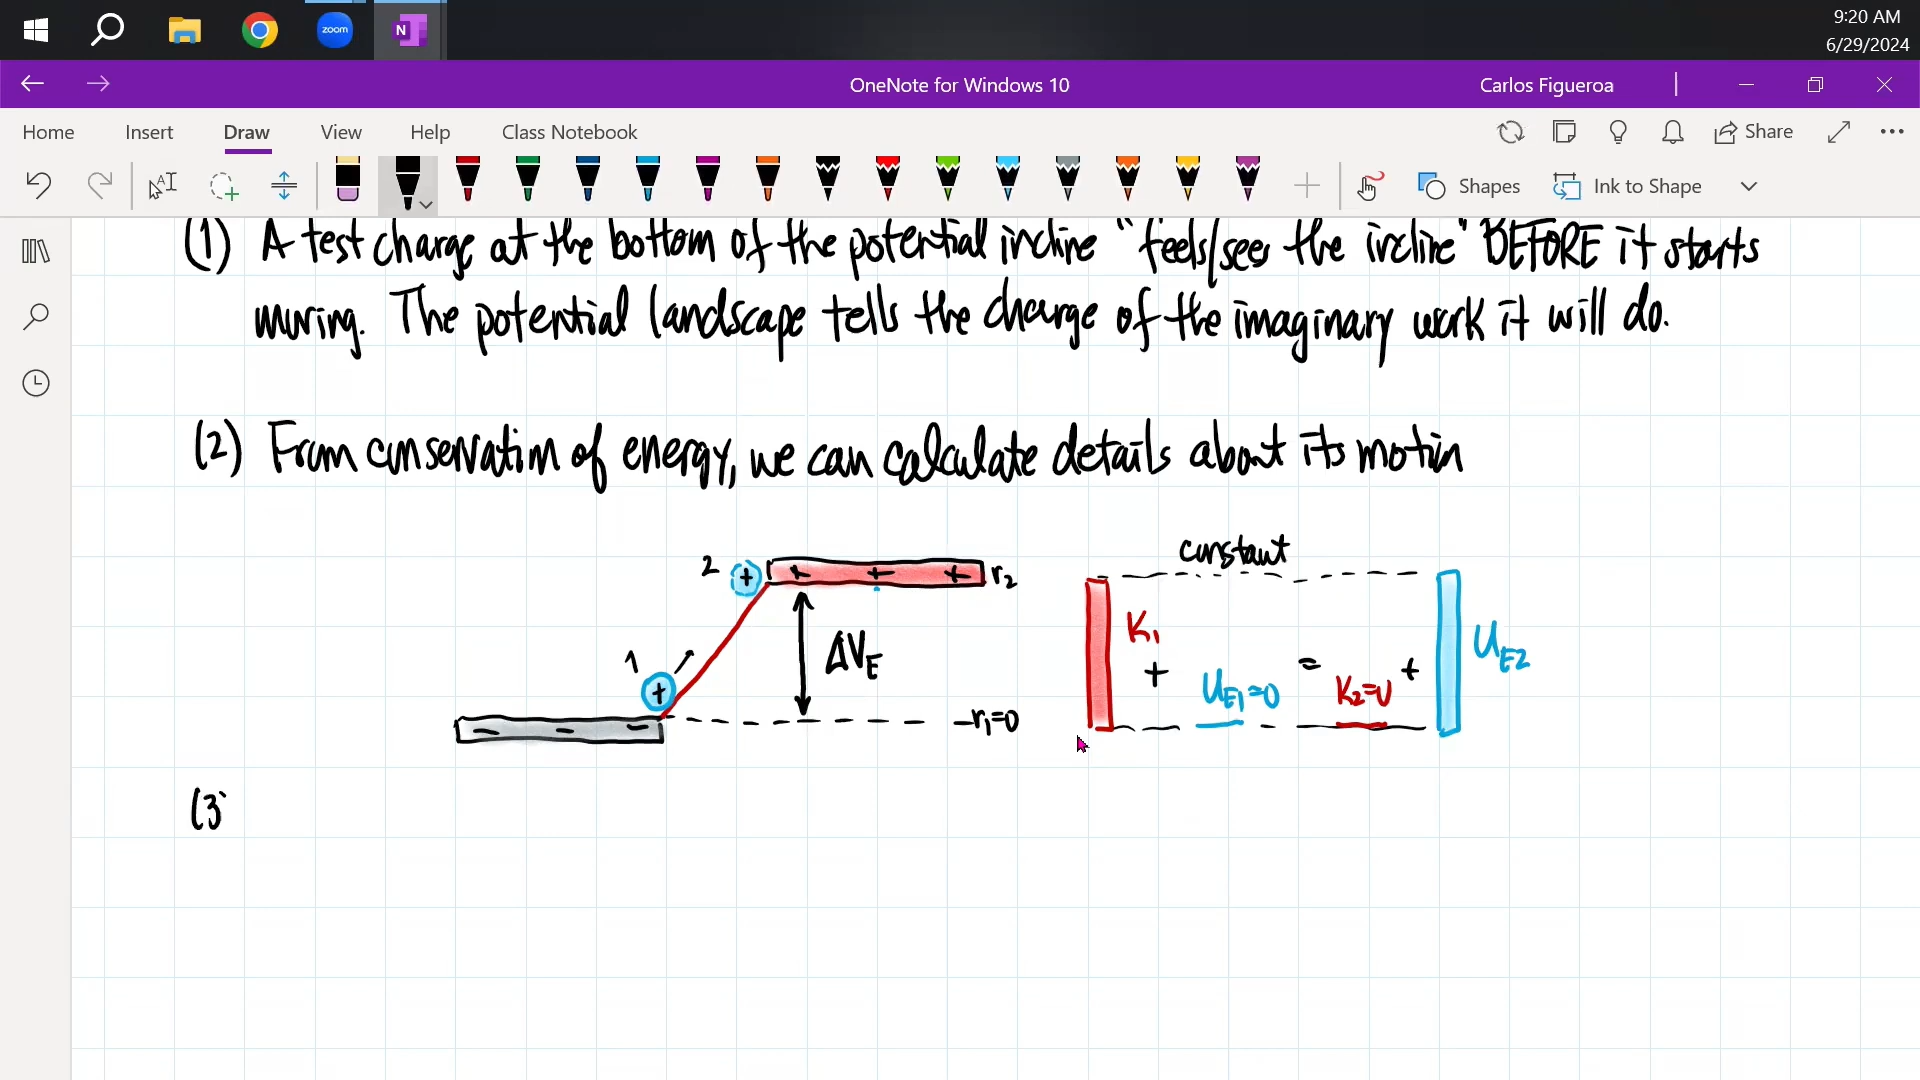 9:20 AM
6/29/2024
zoom
N
OneNote for Windows 10
Carlos Figueroa
Home Insert Draw View Help Class Notebook
Share
Shapes Ink to Shape
(1) A test charge at the bottom of the potential incline "feels/sees the incline" BEFORE it starts
moving. The potential landscape tells the charge of the imaginary work it will do.
(2) From conservation of energy, we can calculate details about its motion
constant
2 + + + + r₂
K₁ + U_E1=0 = K₂=0 + U_E2
1 + ΔV_E
- - - -r₁=0
(3)